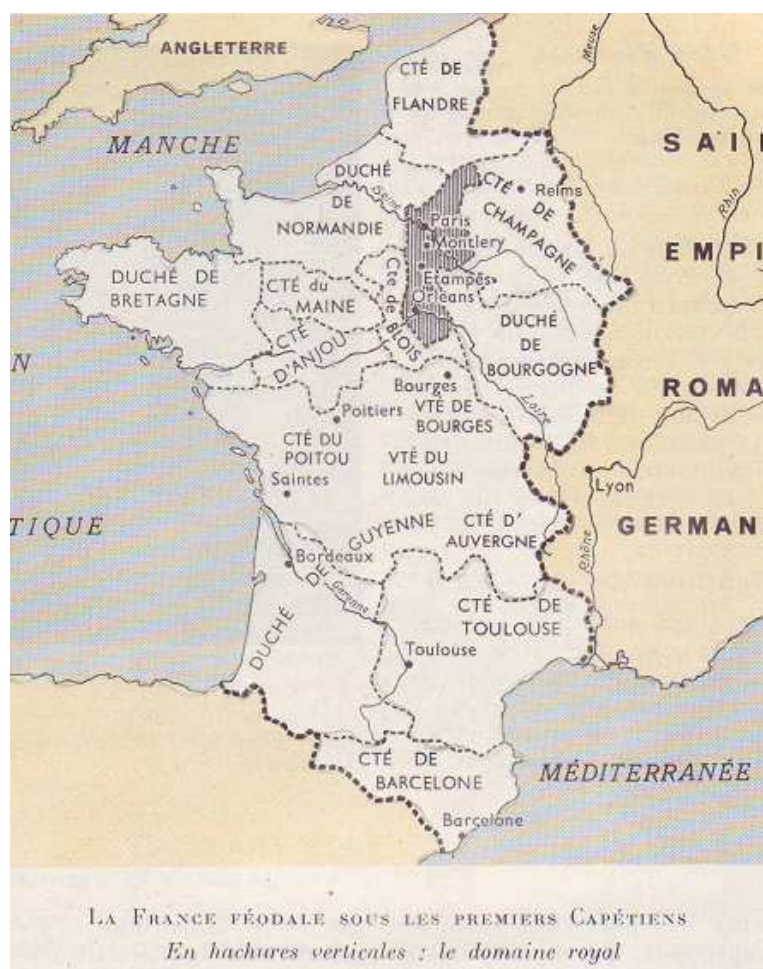 ANGLETERRE
MANCHE
CTÉ DE
FLANDRE
Meuse
SAI
EMPI
ROMA
GERMAN
Rhin
DUCHÉ
DE
NORMANDIE
Seine
CTÉ
DE
CHAMPAGNE
Reims
Paris
Montlery
Etampes
Orleans
DUCHÉ DE
BRETAGNE
CTÉ du
MAINE
Cte de BLOIS
CTÉ
D'ANJOU
DUCHÉ
DE
BOURGOGNE
N
Bourges
VTÉ DE
BOURGES
Loire
Poitiers
CTÉ DU
POITOU
VTÉ DU
LIMOUSIN
Saintes
Lyon
TIQUE
Rhône
DUCHÉ DE GUYENNE
CTÉ D'
AUVERGNE
Bordeaux
Garonne
CTÉ DE
TOULOUSE
Toulouse
CTÉ DE
BARCELONE
Barçelone
MÉDITERRANÉE
LA FRANCE FÉODALE SOUS LES PREMIERS CAPÉTIENS
En hachures verticales : le domaine royal